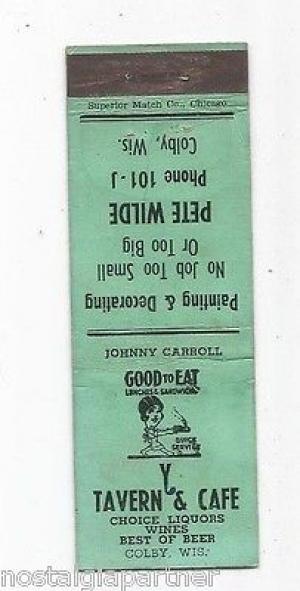 Superior Match Co., Chicago
Painting & Decorating
No Job Too Small
Or Too Big
PETE WILDE
Phone 101-J
Colby, Wis.
JOHNNY CARROLL
GOOD TO EAT
LUNCHES & SANDWICHES
QUICK
SERVICE
Y
TAVERN & CAFE
CHOICE LIQUORS
WINES
BEST OF BEER
COLBY, WIS.
nostalgiapartner